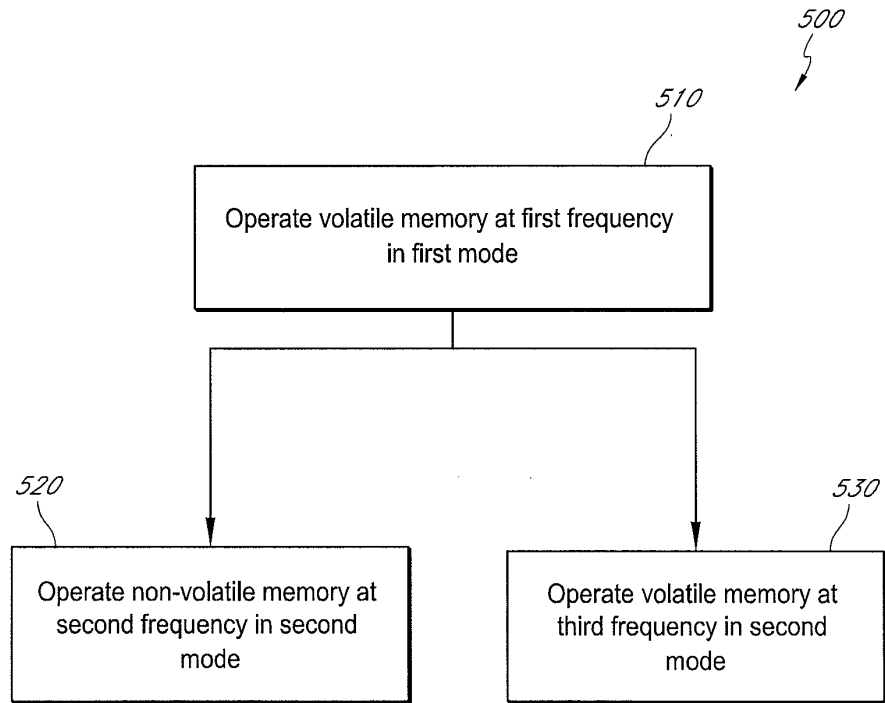 500
510
Operate volatile memory at first frequency
in first mode
520
530
Operate non-volatile memory at
second frequency in second
mode
Operate volatile memory at
third frequency in second
mode